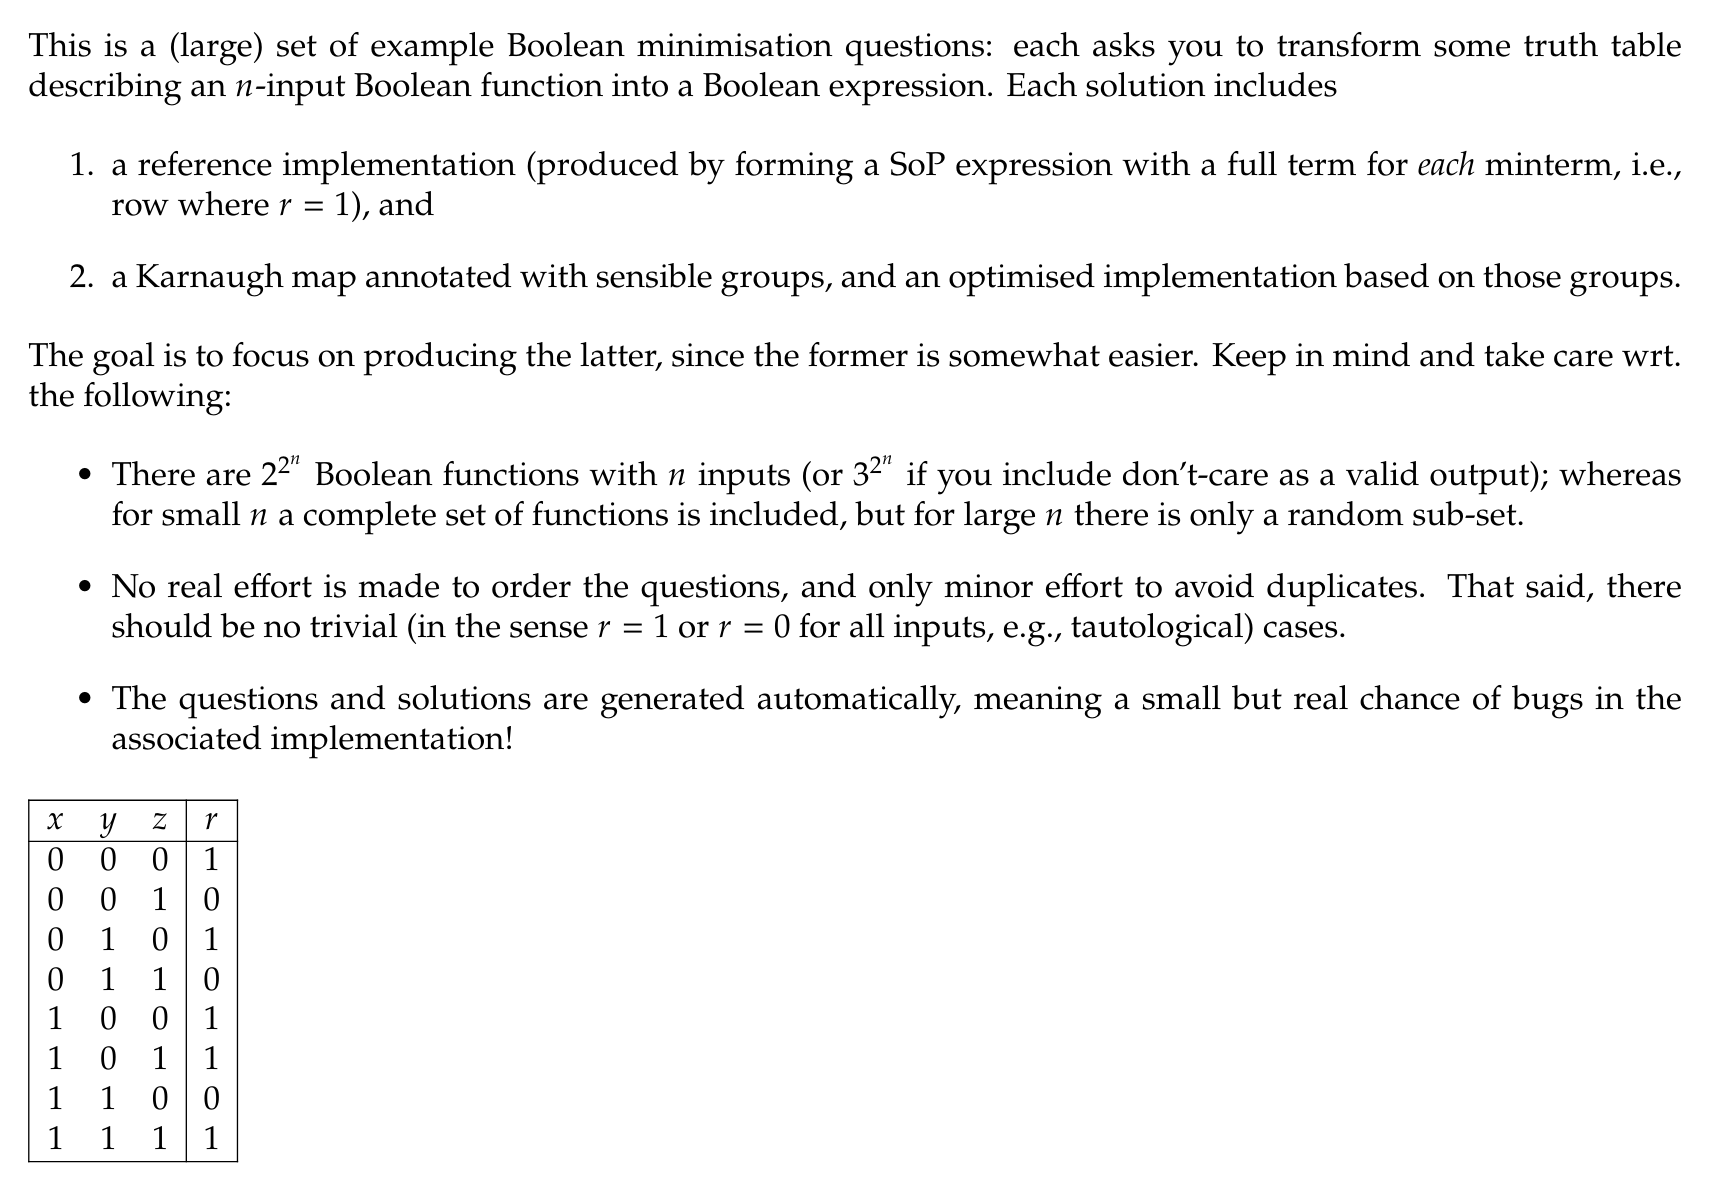 This is a (large) set of example Boolean minimisation questions: each asks you to transform some truth table
describing an n-input Boolean function into a Boolean expression. Each solution includes
1. a reference implementation (produced by forming a SoP expression with a full term for each minterm, i.e.,
row where r = 1), and
2. a Karnaugh map annotated with sensible groups, and an optimised implementation based on those groups.
The goal is to focus on producing the latter, since the former is somewhat easier. Keep in mind and take care wrt.
the following:
• There are 2^{2^n} Boolean functions with n inputs (or 3^{2^n} if you include don't-care as a valid output); whereas
for small n a complete set of functions is included, but for large n there is only a random sub-set.
• No real effort is made to order the questions, and only minor effort to avoid duplicates. That said, there
should be no trivial (in the sense r = 1 or r = 0 for all inputs, e.g., tautological) cases.
• The questions and solutions are generated automatically, meaning a small but real chance of bugs in the
associated implementation!
x y z r
0 0 0 1
0 0 1 0
0 1 0 1
0 1 1 0
1 0 0 1
1 0 1 1
1 1 0 0
1 1 1 1